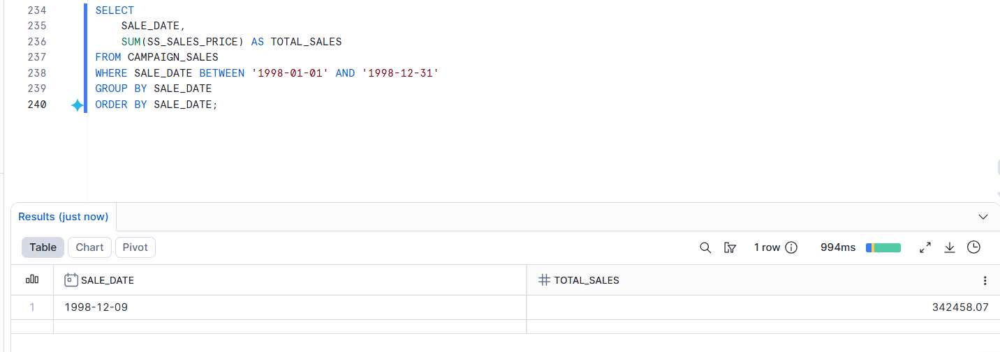 234 SELECT
235 SALE_DATE,
236 SUM(SS_SALES_PRICE) AS TOTAL_SALES
237 FROM CAMPAIGN_SALES
238 WHERE SALE_DATE BETWEEN '1998-01-01' AND '1998-12-31'
239 GROUP BY SALE_DATE
240 ORDER BY SALE_DATE;
Results (just now)
Table Chart Pivot 1 row 994ms
SALE_DATE TOTAL_SALES
1 1998-12-09 342458.07